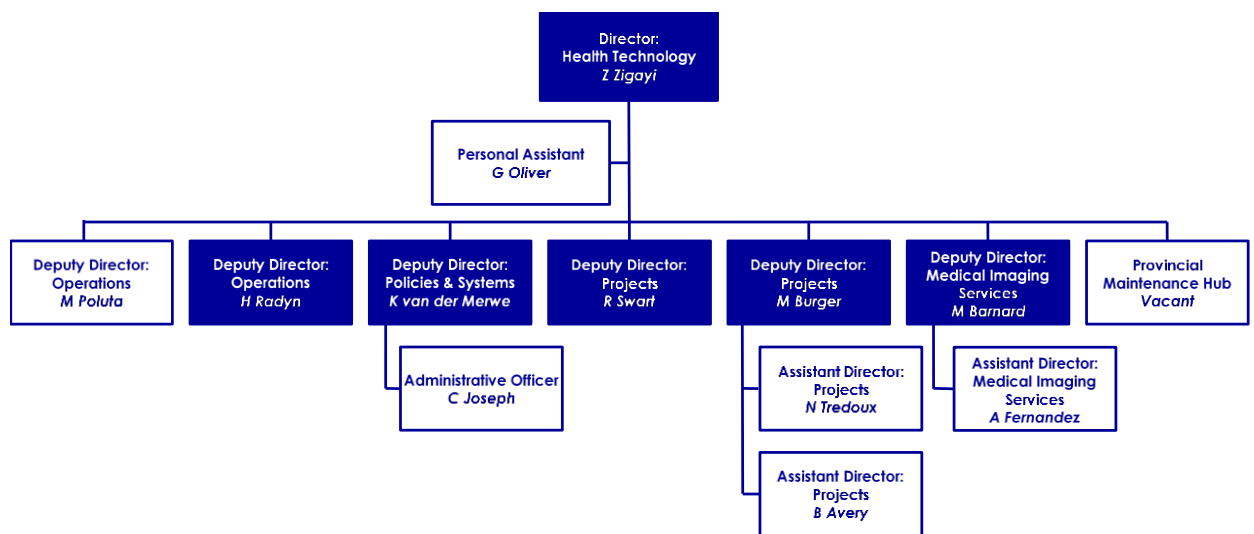 Director:
Health Technology
Z Zigayi
Personal Assistant
G Oliver
Deputy Director:
Operations
M Poluta
Deputy Director:
Operations
H Radyn
Deputy Director:
Policies & Systems
K van der Merwe
Deputy Director:
Projects
R Swart
Deputy Director:
Projects
M Burger
Deputy Director:
Medical Imaging
Services
M Barnard
Provincial
Maintenance Hub
Vacant
Administrative Officer
C Joseph
Assistant Director:
Projects
N Tredoux
Assistant Director:
Medical Imaging
Services
A Fernandez
Assistant Director:
Projects
B Avery